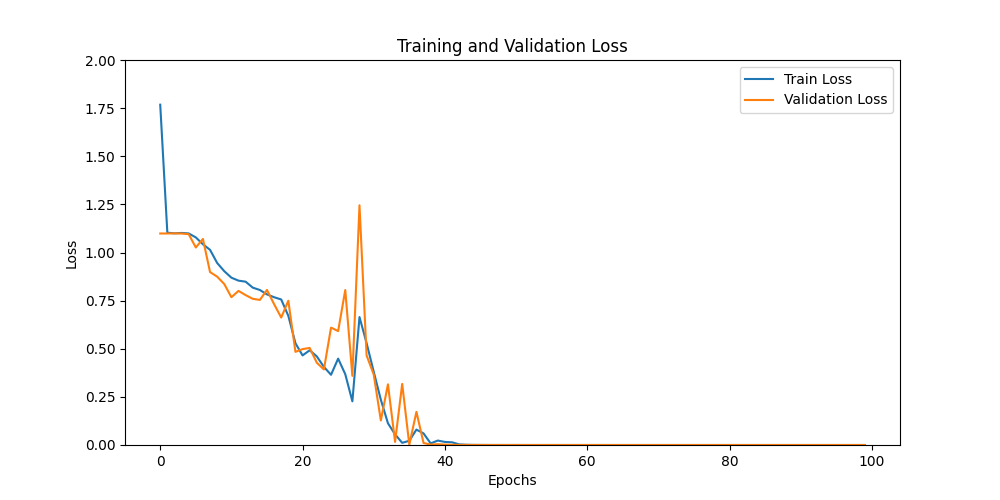 Training and Validation Loss
Train Loss
Validation Loss
2.00
1.75
1.50
1.25
1.00
0.75
0.50
0.25
0.00
Loss
0 20 40 60 80 100
Epochs